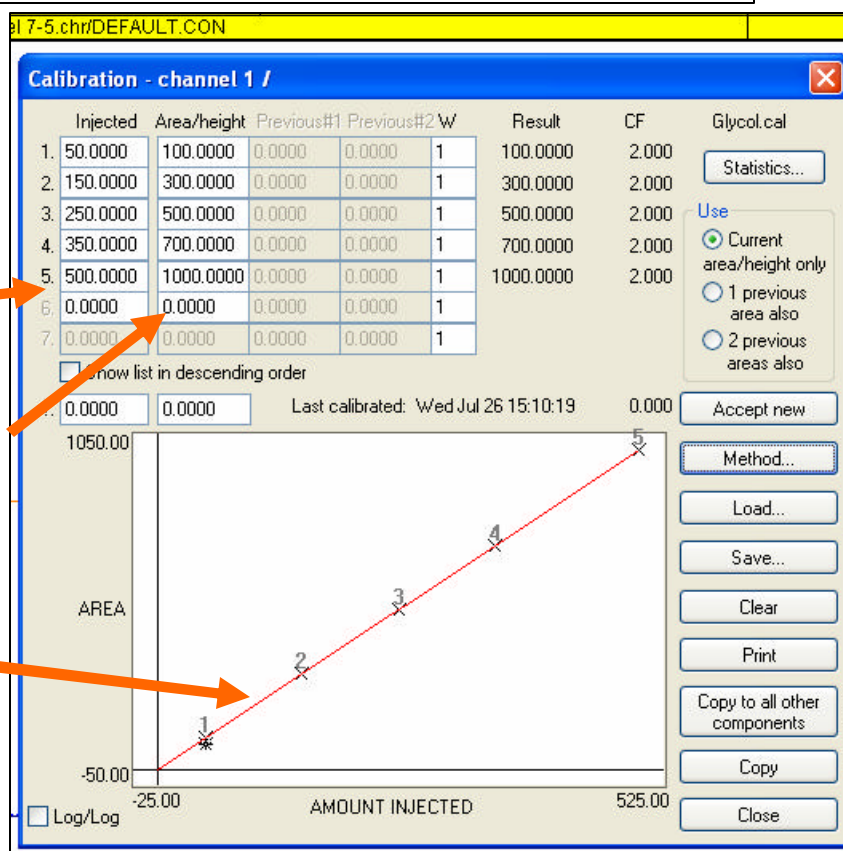 el 7-5.chr/DEFAULT.CON
Calibration - channel 1 /
Injected Area/height Previous#1 Previous#2 W Result CF Glycol.cal
1. 50.0000 100.0000 0.0000 0.0000 1 100.0000 2.000
Statistics...
2. 150.0000 300.0000 0.0000 0.0000 1 300.0000 2.000
3. 250.0000 500.0000 0.0000 0.0000 1 500.0000 2.000
Use
4. 350.0000 700.0000 0.0000 0.0000 1 700.0000 2.000
Current
area/height only
5. 500.0000 1000.0000 0.0000 0.0000 1 1000.0000 2.000
1 previous
area also
6. 0.0000 0.0000 0.0000 0.0000 1
7. 0.0000 0.0000 0.0000 0.0000 1
2 previous
areas also
Show list in descending order
0.0000 0.0000 Last calibrated: Wed Jul 26 15:10:19 0.000
Accept new
1050.00
5
Method...
Load...
4
Save...
AREA
3
Clear
2
Print
1
Copy to all other
components
-50.00
Copy
-25.00 AMOUNT INJECTED 525.00
Log/Log
Close